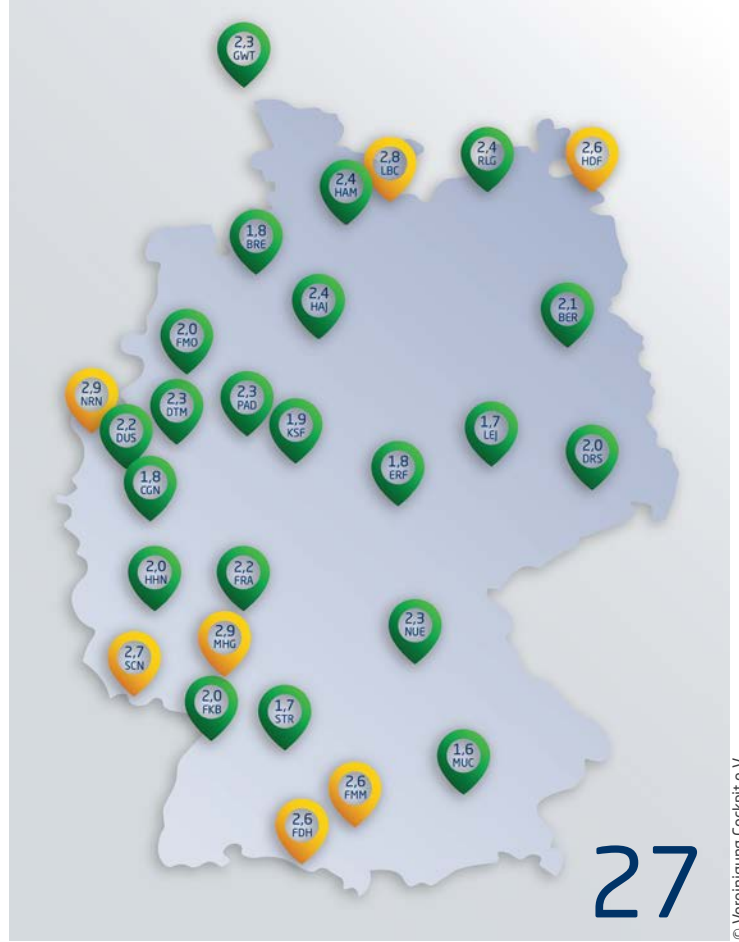 2,3
GWT
2,8
LBC
2,4
RLG
2,6
HDF
2,4
HAM
1,8
BRE
2,4
HAJ
2,1
BER
2,0
FMO
2,9
NRN
2,3
DTM
2,3
PAD
1,9
KSF
2,2
DUS
1,7
LEJ
2,0
DRS
1,8
ERF
1,8
CGN
2,0
HHN
2,2
FRA
2,3
NUE
2,9
MHG
2,7
SCN
2,0
FKB
1,7
STR
1,6
MUC
2,6
FMM
2,6
FDH
27
© Vereinigung Cockpit e.V.